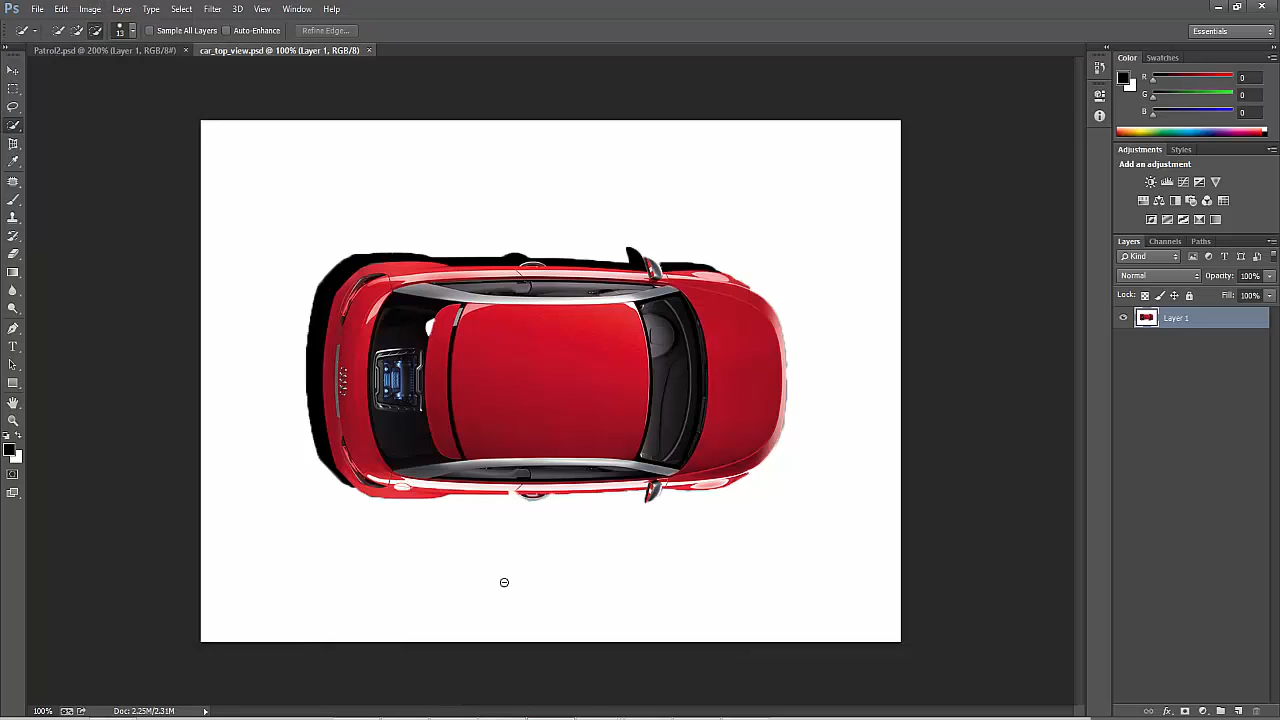 Ps File Edit Image Layer Type Select Filter 3D View Window Help
13 Sample All Layers Auto-Enhance Refine Edge... Essentials
Patrol2.psd @ 200% (Layer 1, RGB/8#) × car_top_view.psd @ 100% (Layer 1, RGB/8) ×
Color Swatches
R 0
G 0
B 0
Adjustments Styles
Add an adjustment
Layers Channels Paths
Kind
Normal Opacity: 100%
Lock: Fill: 100%
Layer 1
100% Doc: 2.25M/2.31M